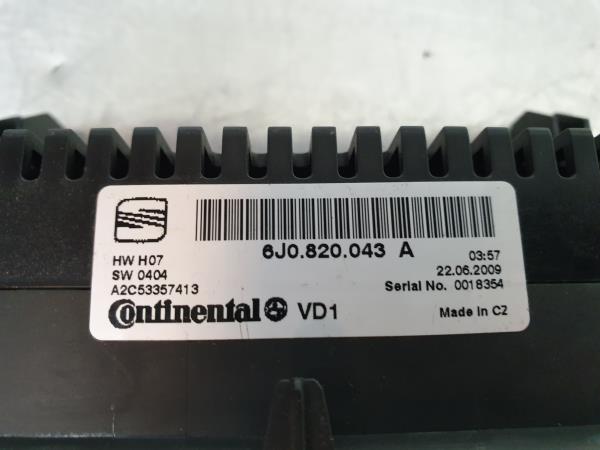 6J0.820.043 A
HW H07
SW 0404
A2C53357413
03:57
22.06.2009
Serial No. 0018354
Continental VD1
Made in CZ